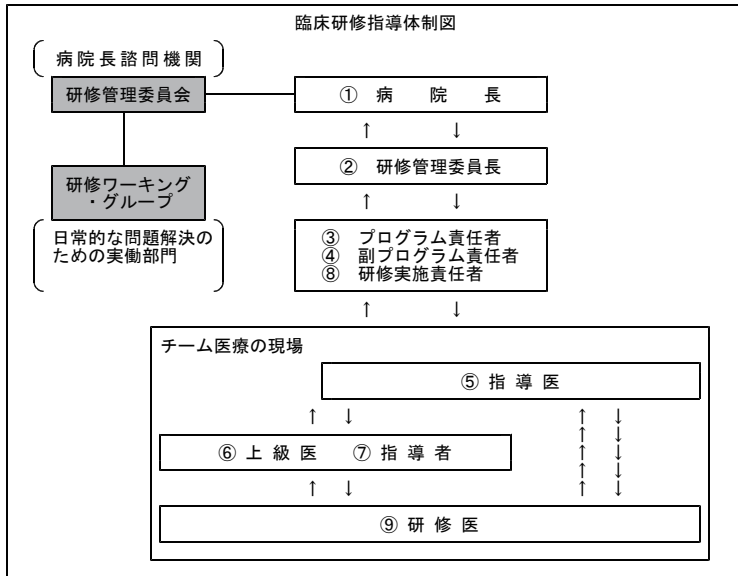 臨床研修指導体制図
病院長諮問機関
研修管理委員会
① 病　院　長
↑ ↓
② 研修管理委員長
研修ワーキング
・グループ
↑ ↓
日常的な問題解決の
ための実働部門
③ プログラム責任者
④ 副プログラム責任者
⑧ 研修実施責任者
↑ ↓
チーム医療の現場
⑤ 指導医
↑ ↓ ↑ ↓
↑ ↓
⑥ 上級医 ⑦ 指導者 ↑ ↓
↑ ↓
↑ ↓ ↑ ↓
⑨ 研修医